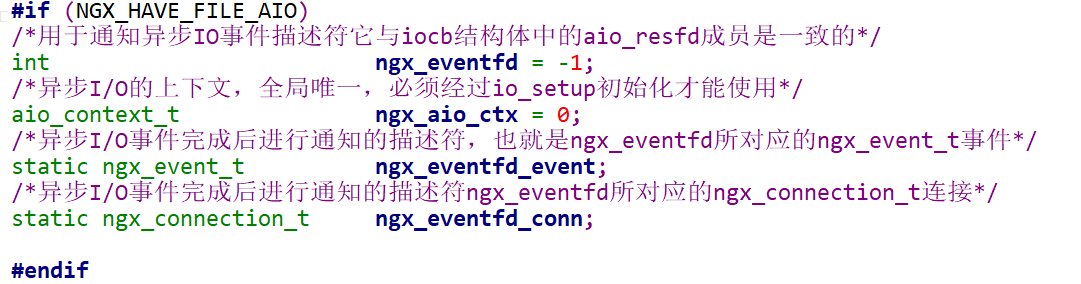 #if (NGX_HAVE_FILE_AIO)
/*用于通知异步IO事件描述符它与iocb结构体中的aio_resfd成员是一致的*/
int ngx_eventfd = -1;
/*异步I/O的上下文，全局唯一，必须经过io_setup初始化才能使用*/
aio_context_t ngx_aio_ctx = 0;
/*异步I/O事件完成后进行通知的描述符，也就是ngx_eventfd所对应的ngx_event_t事件*/
static ngx_event_t ngx_eventfd_event;
/*异步I/O事件完成后进行通知的描述符ngx_eventfd所对应的ngx_connection_t连接*/
static ngx_connection_t ngx_eventfd_conn;
#endif